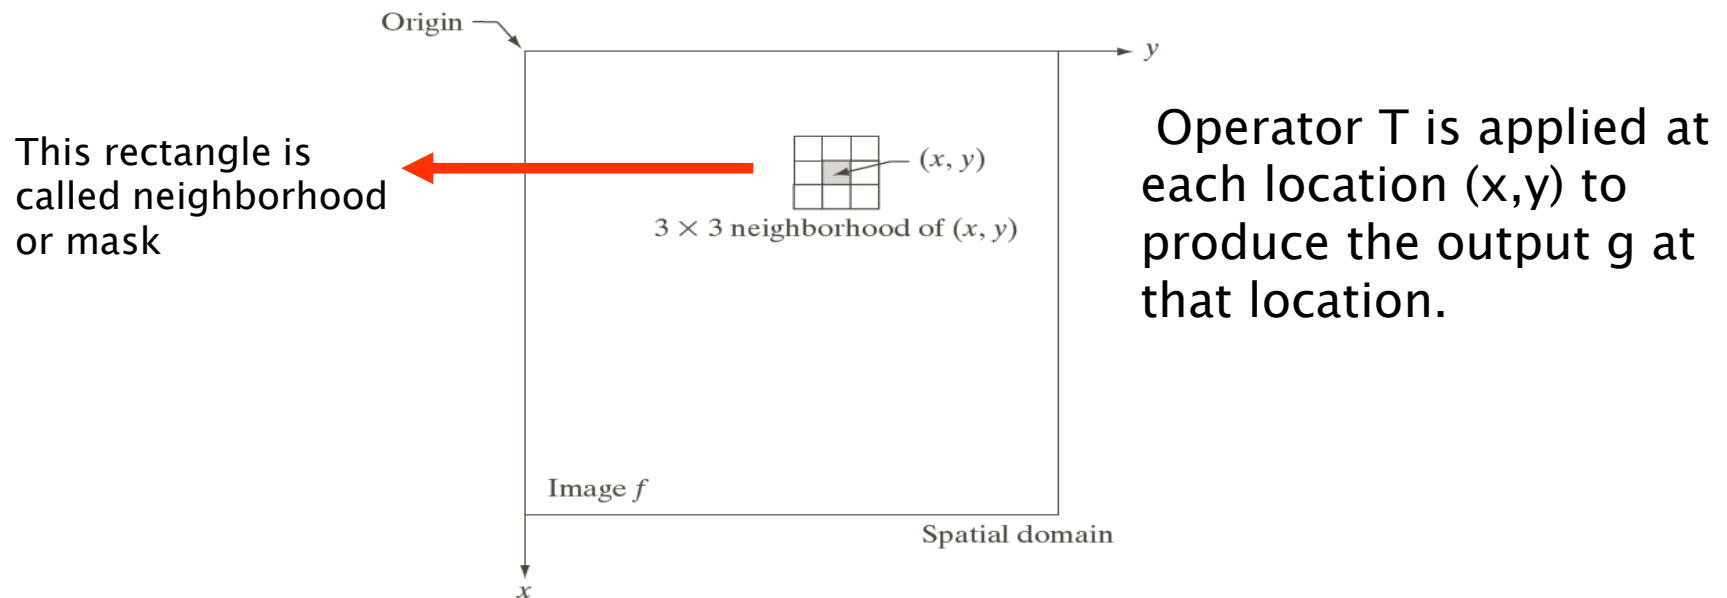 Origin
y
This rectangle is
called neighborhood
or mask
(x, y)
3 × 3 neighborhood of (x, y)
Operator T is applied at
each location (x,y) to
produce the output g at
that location.
Image f
Spatial domain
x